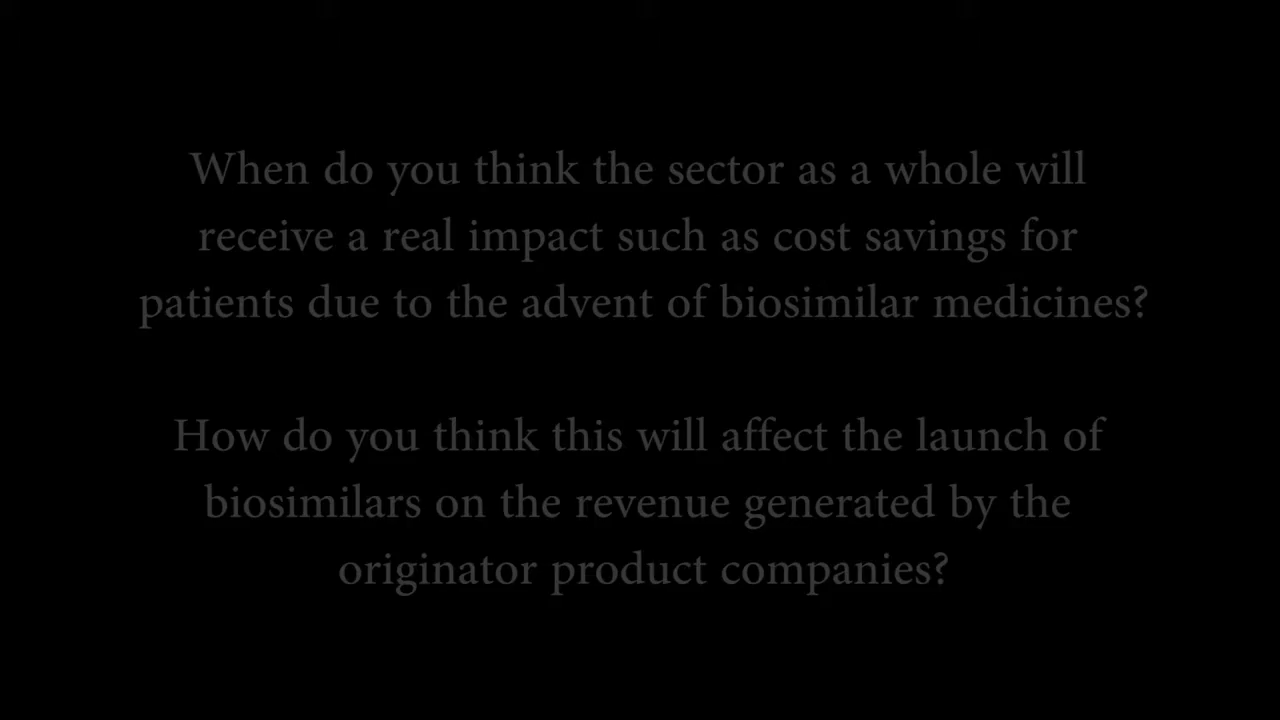 When do you think the sector as a whole will
receive a real impact such as cost savings for
patients due to the advent of biosimilar medicines?
How do you think this will affect the launch of
biosimilars on the revenue generated by the
originator product companies?